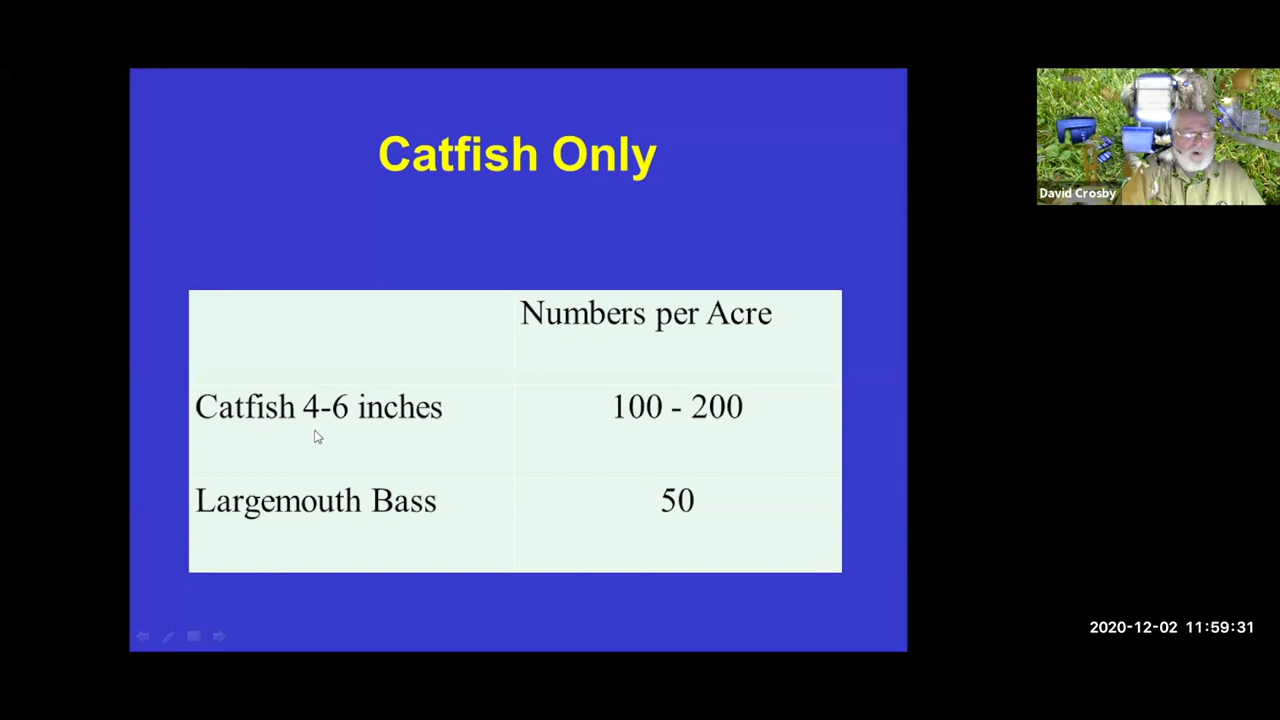 Catfish Only
David Crosby
Numbers per Acre
Catfish 4-6 inches
100 - 200
Largemouth Bass
50
2020-12-02 11:59:31